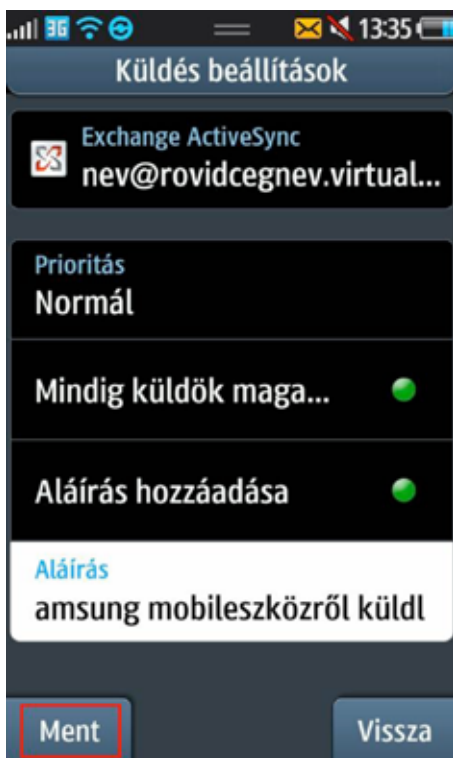 3G 13:35
Küldés beállítások
Exchange ActiveSync
nev@rovidcegnev.virtual...
Prioritás
Normál
Mindig küldök maga...
Aláírás hozzáadása
Aláírás
amsung mobileszközről küldl
Ment Vissza